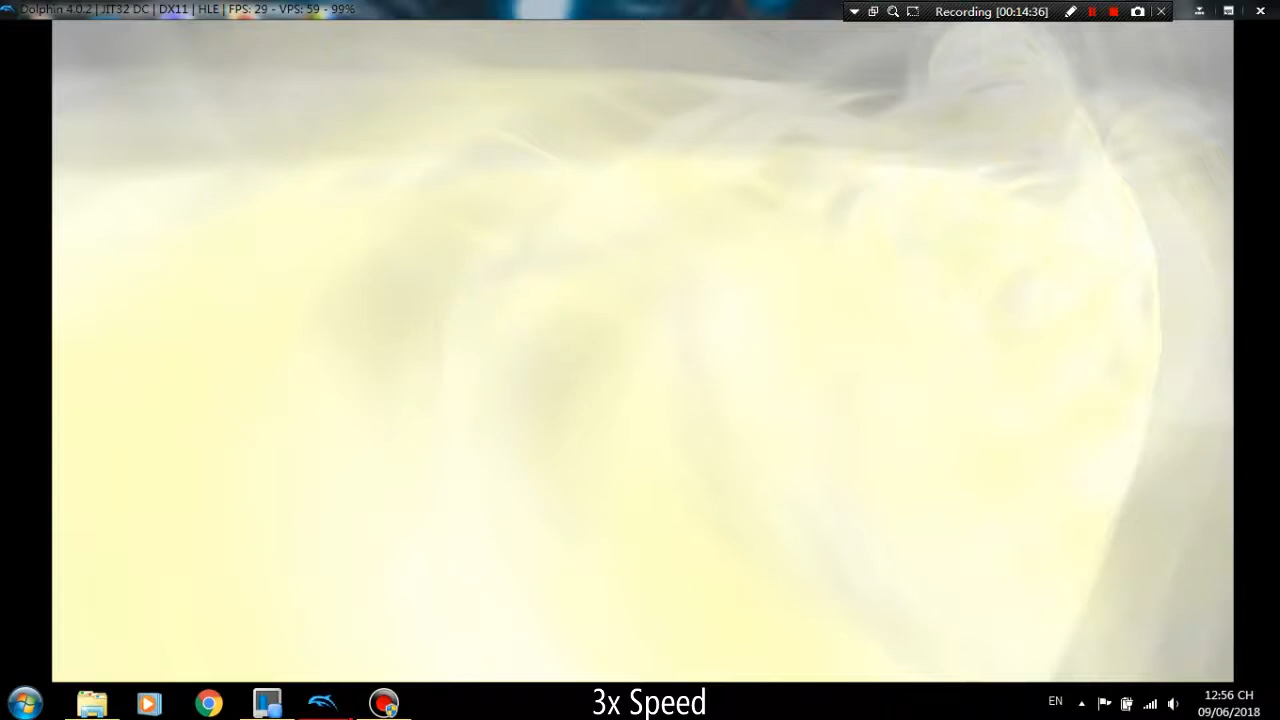 Dolphin 4.0.2 | JIT32 DC | DX11 | HLE | FPS: 29 - VPS: 59 - 99%
Recording [00:14:36]
3x Speed
EN
12:56 CH
09/06/2018